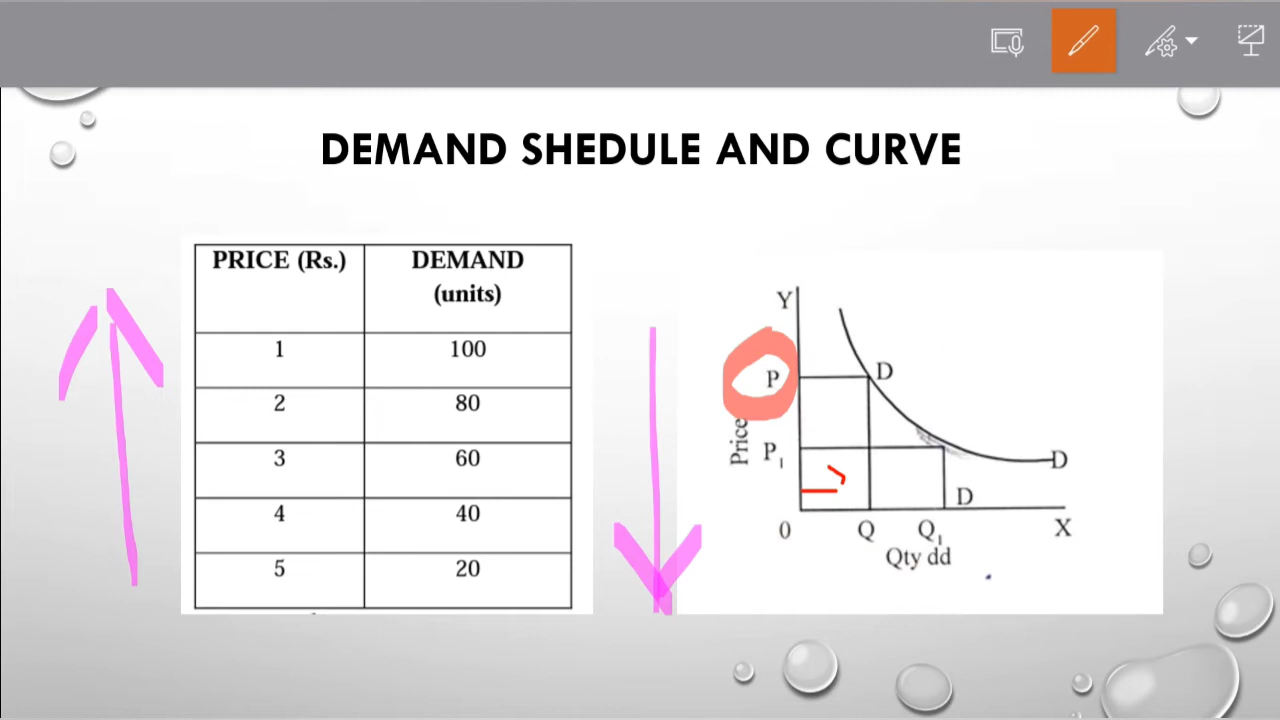 DEMAND SHEDULE AND CURVE
PRICE (Rs.) DEMAND (units)
1 100
2 80
3 60
4 40
5 20
Y
P D
Price
P₁
D
D
0 Q Q₁ X
Qty dd